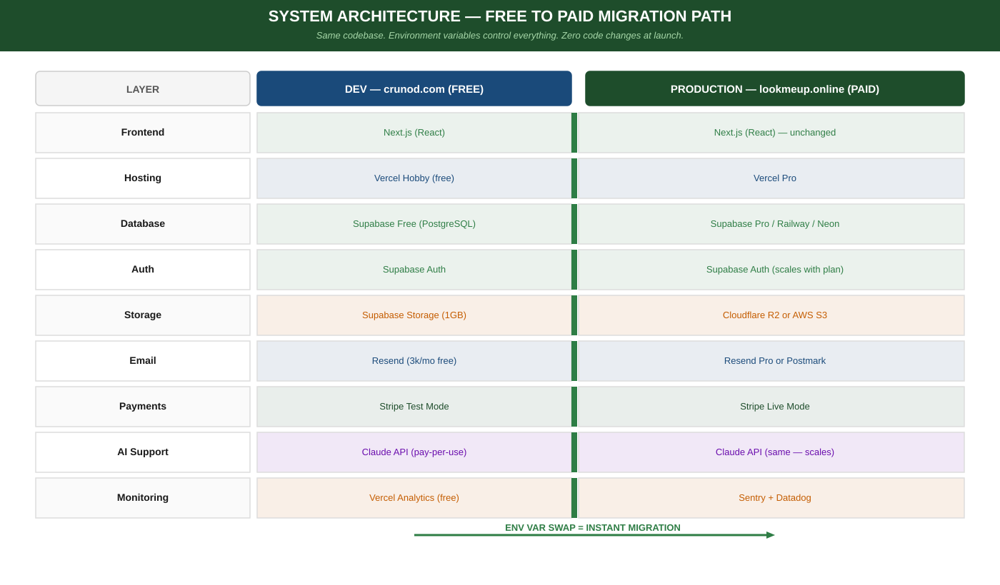 SYSTEM ARCHITECTURE — FREE TO PAID MIGRATION PATH
Same codebase. Environment variables control everything. Zero code changes at launch.
LAYER
DEV — crunod.com (FREE)
PRODUCTION — lookmeup.online (PAID)
Frontend
Next.js (React)
Next.js (React) — unchanged
Hosting
Vercel Hobby (free)
Vercel Pro
Database
Supabase Free (PostgreSQL)
Supabase Pro / Railway / Neon
Auth
Supabase Auth
Supabase Auth (scales with plan)
Storage
Supabase Storage (1GB)
Cloudflare R2 or AWS S3
Email
Resend (3k/mo free)
Resend Pro or Postmark
Payments
Stripe Test Mode
Stripe Live Mode
AI Support
Claude API (pay-per-use)
Claude API (same — scales)
Monitoring
Vercel Analytics (free)
Sentry + Datadog
ENV VAR SWAP = INSTANT MIGRATION